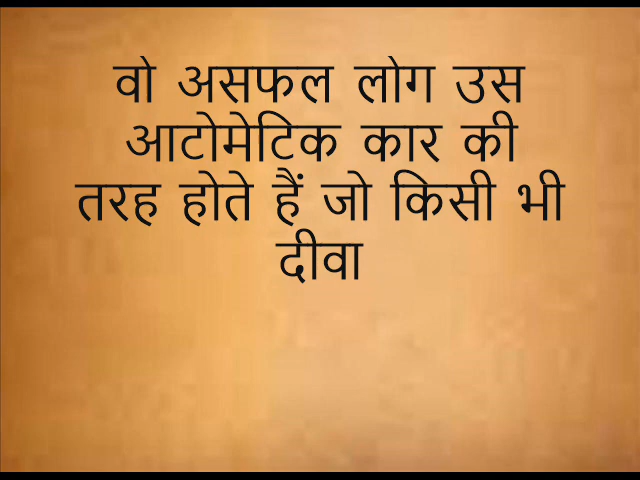 वो असफल लोग उस
आटोमेटिक कार की
तरह होते हैं जो किसी भी
दीवा